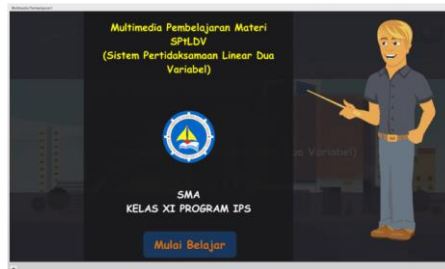 Multimedia Pembelajaran Materi
SPtLDV
(Sistem Pertidaksamaan Linear Dua
Variabel)
SMA
KELAS XI PROGRAM IPS
Mulai Belajar